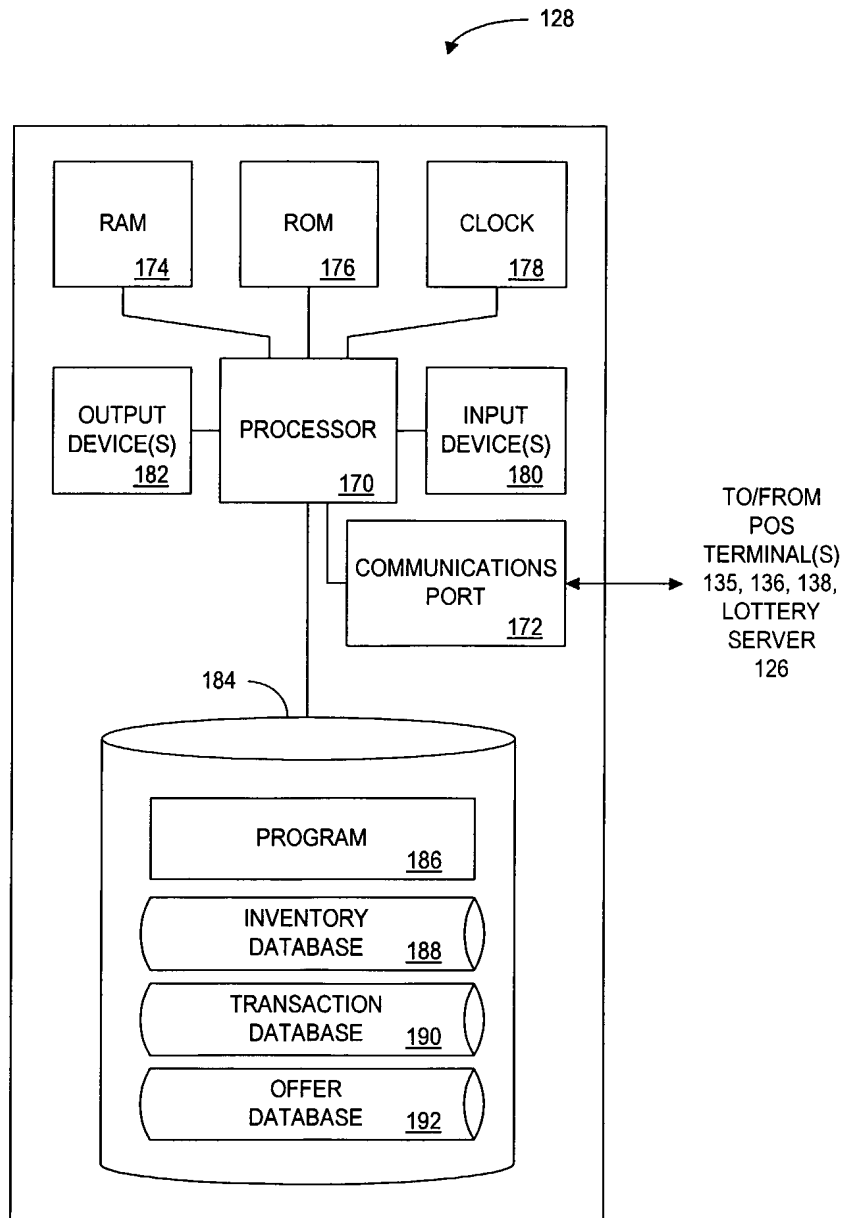 128
RAM
174
ROM
176
CLOCK
178
OUTPUT
DEVICE(S)
182
PROCESSOR
170
INPUT
DEVICE(S)
180
COMMUNICATIONS
PORT
172
TO/FROM
POS
TERMINAL(S)
135, 136, 138,
LOTTERY
SERVER
126
184
PROGRAM
186
INVENTORY
DATABASE
188
TRANSACTION
DATABASE
190
OFFER
DATABASE
192